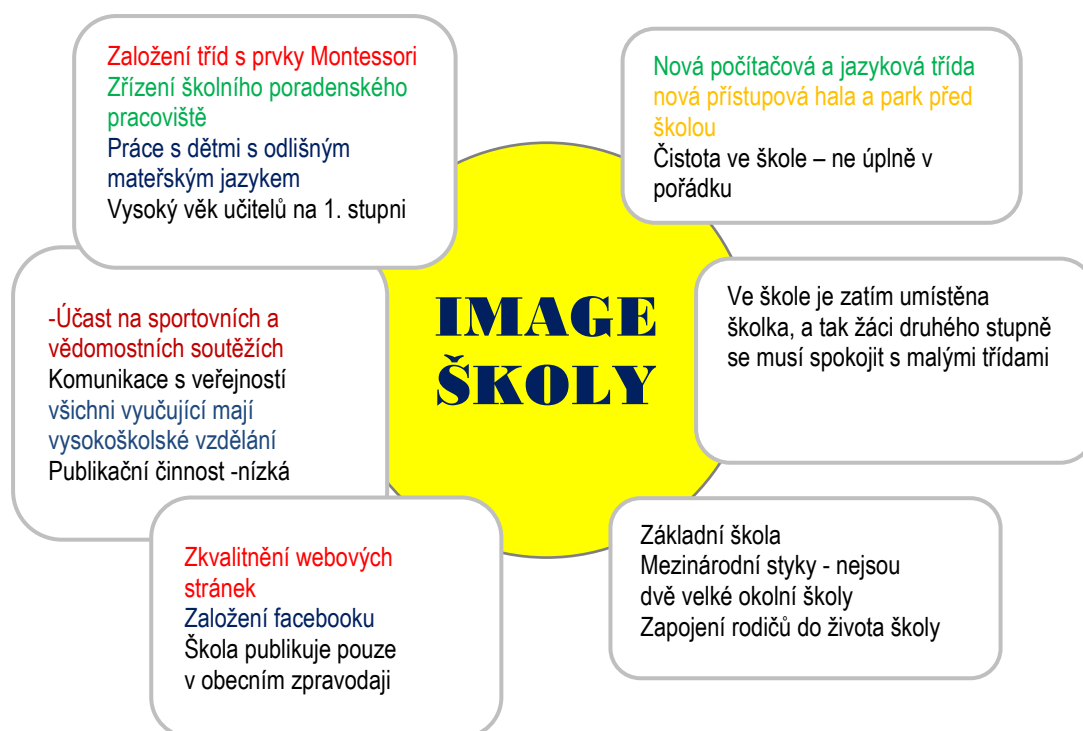 Založení tříd s prvky Montessori
Zřízení školního poradenského
pracoviště
Práce s dětmi s odlišným
mateřským jazykem
Vysoký věk učitelů na 1. stupni
Nová počítačová a jazyková třída
nová přístupová hala a park před
školou
Čistota ve škole – ne úplně v
pořádku
-Účast na sportovních a
vědomostních soutěžích
Komunikace s veřejností
všichni vyučující mají
vysokoškolské vzdělání
Publikační činnost -nízká
IMAGE
ŠKOLY
Ve škole je zatím umístěna
školka, a tak žáci druhého stupně
se musí spokojit s malými třídami
Zkvalitnění webových
stránek
Založení facebooku
Škola publikuje pouze
v obecním zpravodaji
Základní škola
Mezinárodní styky - nejsou
dvě velké okolní školy
Zapojení rodičů do života školy